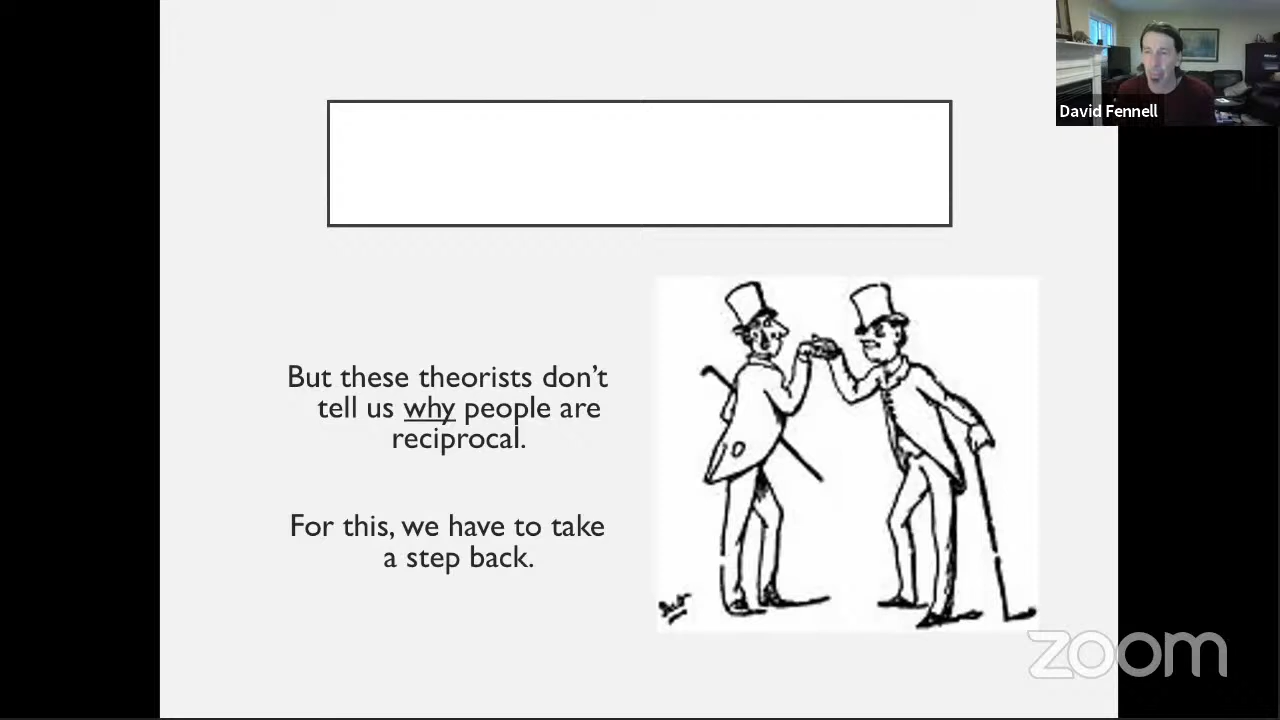 David Fennell
But these theorists don't
tell us why people are
reciprocal.
For this, we have to take
a step back.
zoom